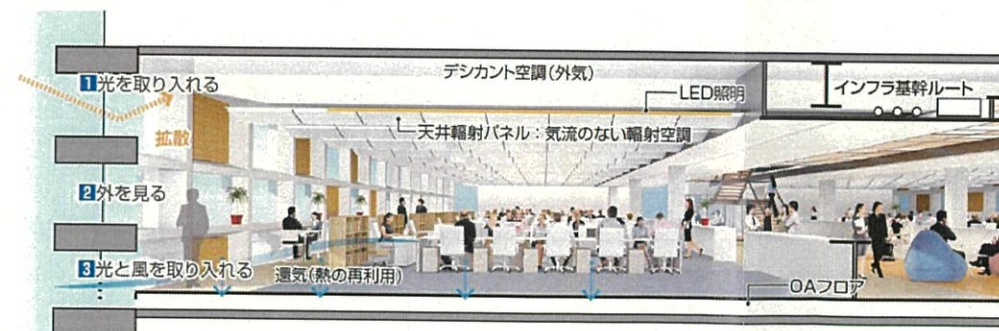 デシカント空調（外気）
1光を取り入れる
LED照明
インフラ基幹ルート
拡散
天井輻射パネル：気流のない輻射空調
2外を見る
3光と風を取り入れる
還気（熱の再利用）
OAフロア